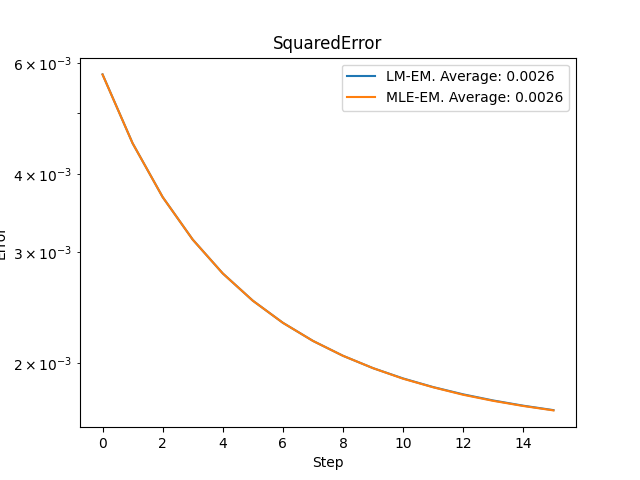 SquaredError
LM-EM. Average: 0.0026
MLE-EM. Average: 0.0026
6 × 10⁻³
4 × 10⁻³
3 × 10⁻³
2 × 10⁻³
Error
0 2 4 6 8 10 12 14
Step